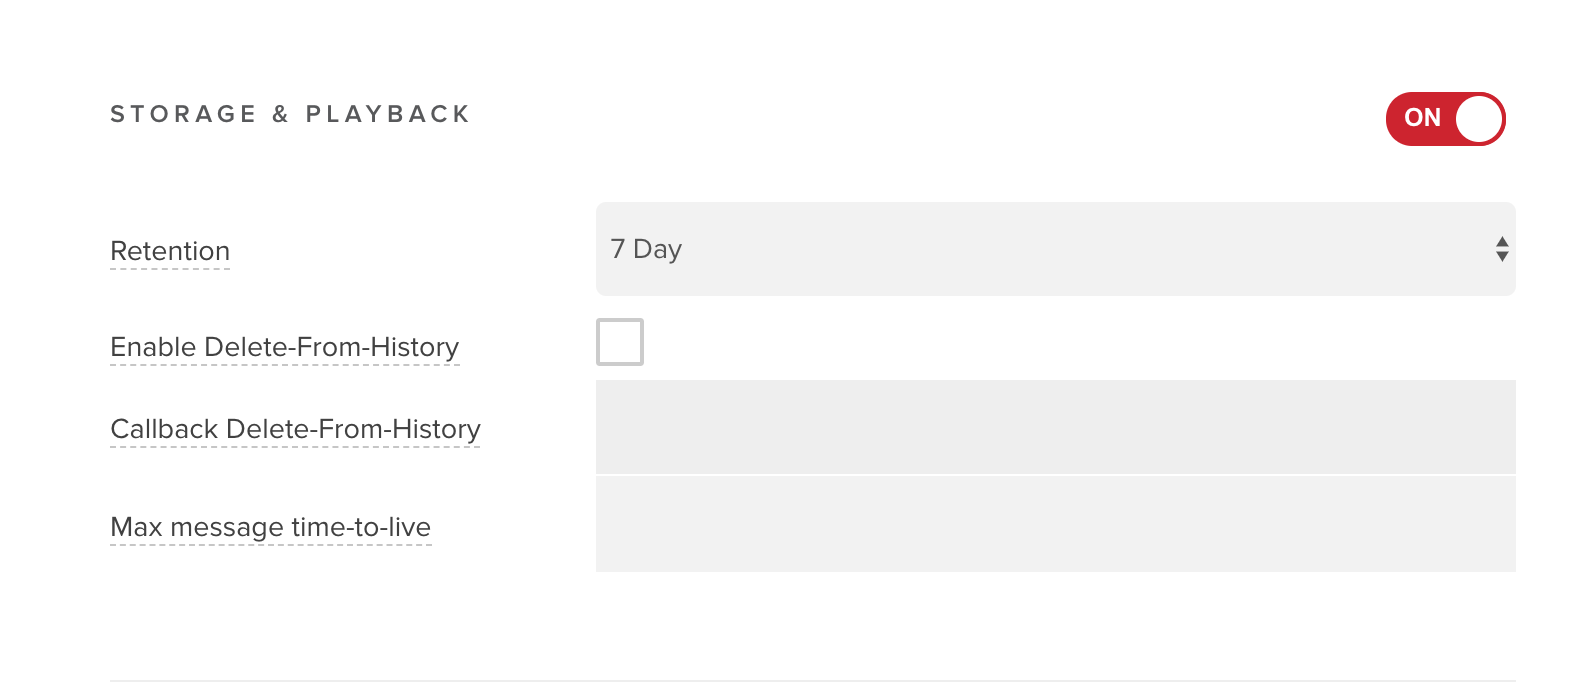 STORAGE & PLAYBACK
ON
Retention
7 Day
Enable Delete-From-History
Callback Delete-From-History
Max message time-to-live